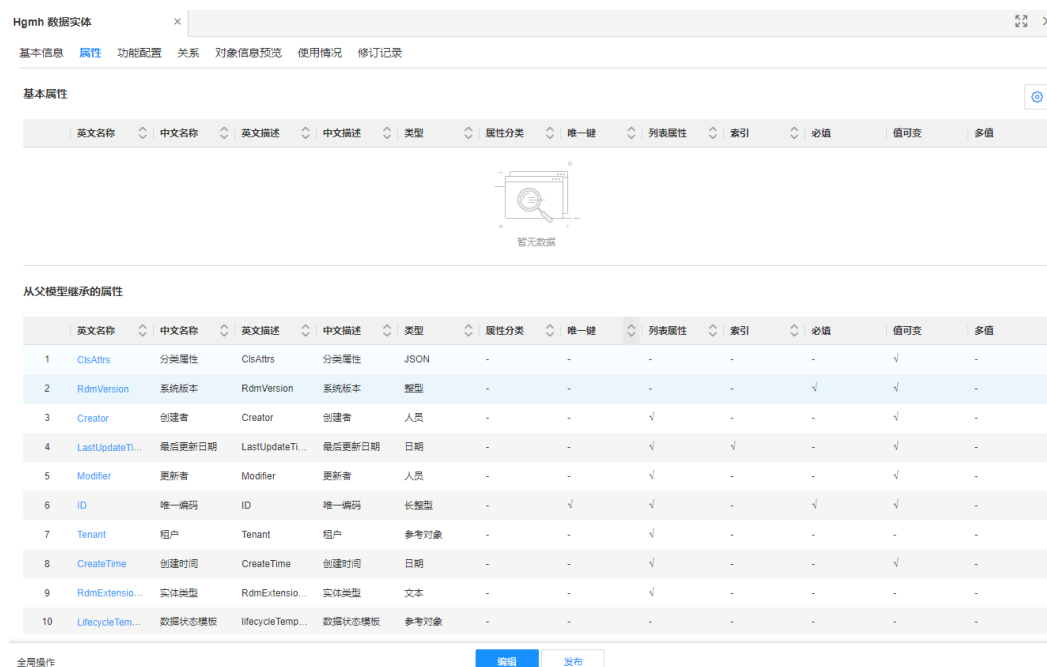 Hgmh 数据实体 ×
基本信息 属性 功能配置 关系 对象信息预览 使用情况 修订记录
基本属性
英文名称 中文名称 英文描述 中文描述 类型 属性分类 唯一键 列表属性 索引 必填 值可变 多值
暂无数据
从父模型继承的属性
英文名称 中文名称 英文描述 中文描述 类型 属性分类 唯一键 列表属性 索引 必填 值可变 多值
1 ClsAttrs 分类属性 ClsAttrs 分类属性 JSON - - - - - √ -
2 RdmVersion 系统版本 RdmVersion 系统版本 整型 - - - - √ √ -
3 Creator 创建者 Creator 创建者 人员 - - √ - - √ -
4 LastUpdateTi... 最后更新日期 LastUpdateTi... 最后更新日期 日期 - - √ √ - √ -
5 Modifier 更新者 Modifier 更新者 人员 - - √ - - √ -
6 ID 唯一编码 ID 唯一编码 长整型 - √ √ - √ √ -
7 Tenant 租户 Tenant 租户 参考对象 - - √ - - - -
8 CreateTime 创建时间 CreateTime 创建时间 日期 - - √ - - √ -
9 RdmExtensio... 实体类型 RdmExtensio... 实体类型 文本 - - √ - - - -
10 LifecycleTem... 数据状态模板 lifecycleTemp... 数据状态模板 参考对象 - - - - - - -
全局操作 编辑 发布